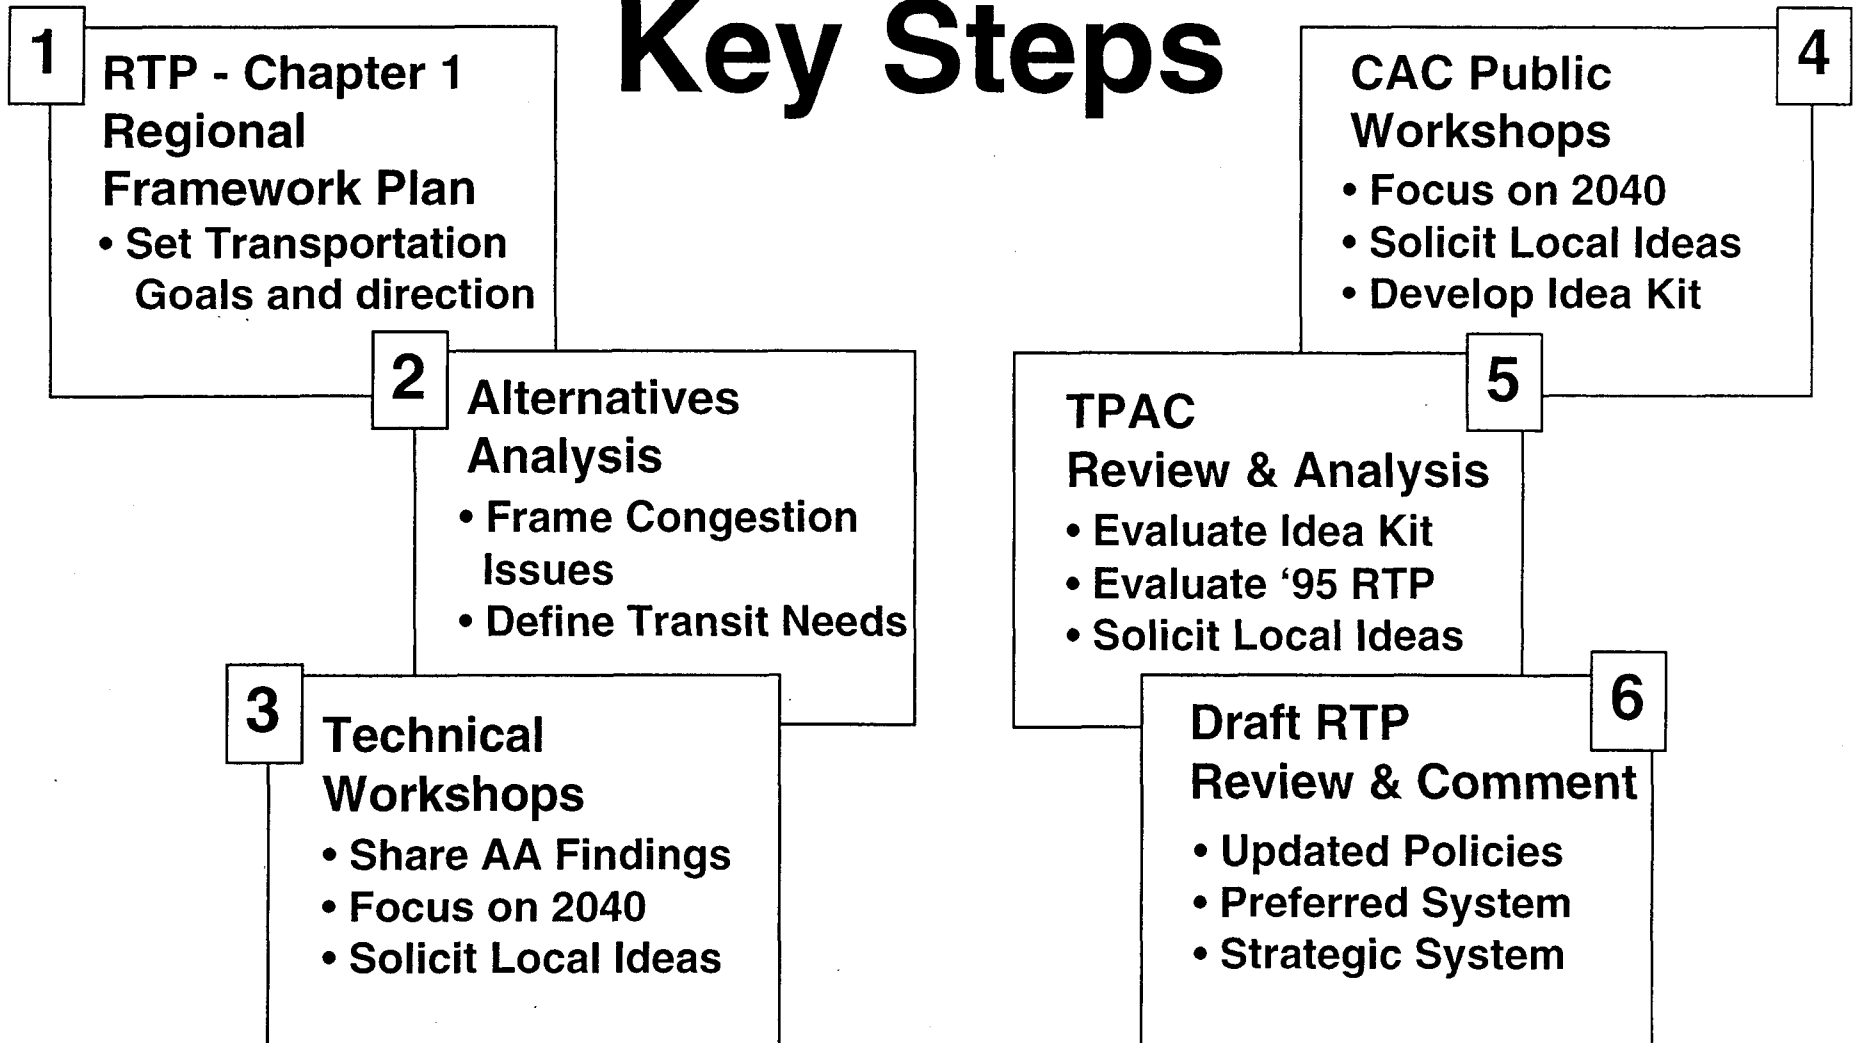 Key Steps
1
RTP - Chapter 1
Regional
Framework Plan
• Set Transportation
Goals and direction
2
Alternatives
Analysis
• Frame Congestion
Issues
• Define Transit Needs
3
Technical
Workshops
• Share AA Findings
• Focus on 2040
• Solicit Local Ideas
4
CAC Public
Workshops
• Focus on 2040
• Solicit Local Ideas
• Develop Idea Kit
5
TPAC
Review & Analysis
• Evaluate Idea Kit
• Evaluate ‘95 RTP
• Solicit Local Ideas
6
Draft RTP
Review & Comment
• Updated Policies
• Preferred System
• Strategic System